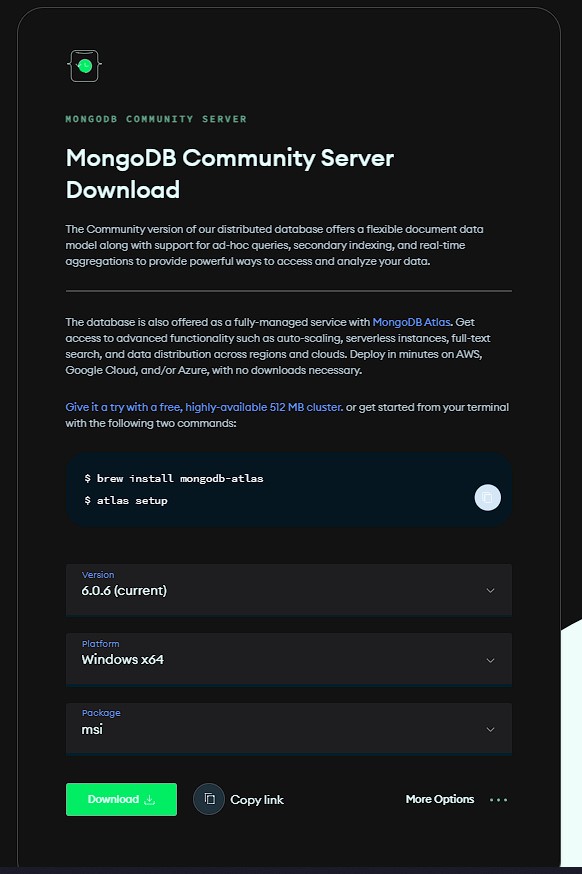 MONGODB COMMUNITY SERVER
MongoDB Community Server
Download
The Community version of our distributed database offers a flexible document data
model along with support for ad-hoc queries, secondary indexing, and real-time
aggregations to provide powerful ways to access and analyze your data.
The database is also offered as a fully-managed service with MongoDB Atlas. Get
access to advanced functionality such as auto-scaling, serverless instances, full-text
search, and data distribution across regions and clouds. Deploy in minutes on AWS,
Google Cloud, and/or Azure, with no downloads necessary.
Give it a try with a free, highly-available 512 MB cluster. or get started from your terminal
with the following two commands:
$ brew install mongodb-atlas
$ atlas setup
Version
6.0.6 (current)
Platform
Windows x64
Package
msi
Download Copy link More Options